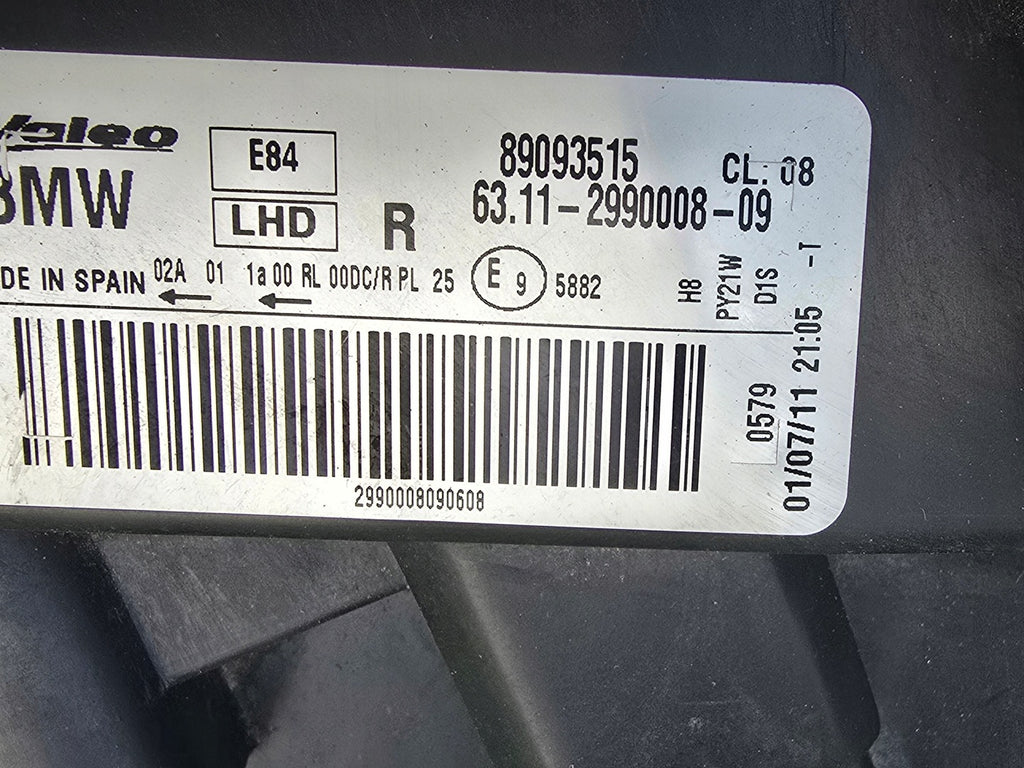 Valeo
BMW
E84
LHD
R
89093515
63.11-2990008-09
CL: 08
DE IN SPAIN 02A 01 1a 00 RL 00DC/R PL 25 E 9 5882
H8
PY21W
D1S
-T
0579
01/07/11 21:05
2990008090608